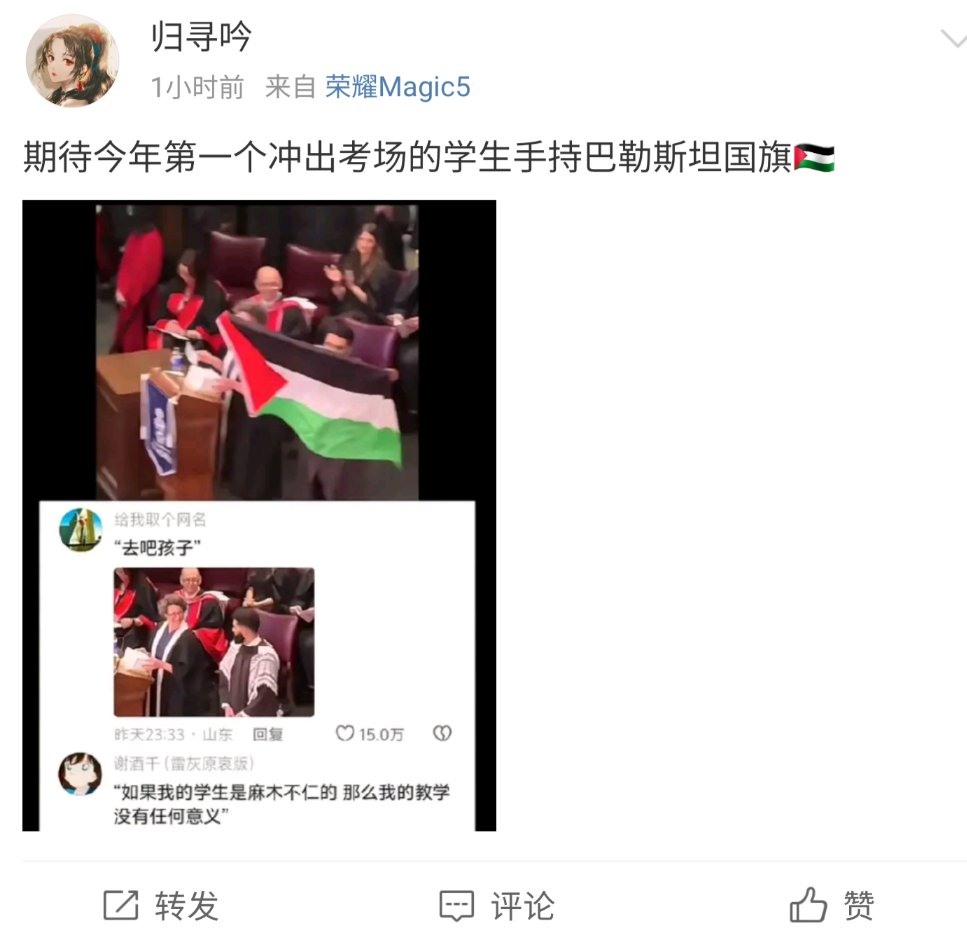 归寻吟
1小时前 来自 荣耀Magic5
期待今年第一个冲出考场的学生手持巴勒斯坦国旗🇵🇸
给我取个网名
“去吧孩子”
昨天23:33 · 山东 回复 15.0万
谢酒千(雷灰原哀版)
“如果我的学生是麻木不仁的 那么我的教学
没有任何意义”
转发 评论 赞